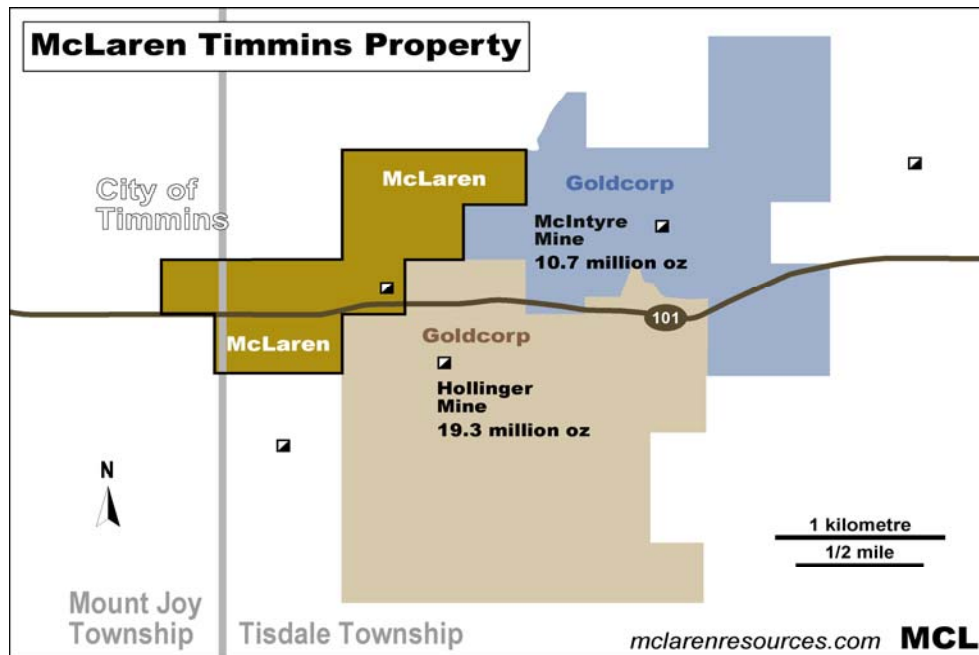 McLaren Timmins Property
City of
Timmins
McLaren
Goldcorp
McIntyre
Mine
10.7 million oz
101
McLaren
Goldcorp
Hollinger
Mine
19.3 million oz
N
1 kilometre
1/2 mile
Mount Joy
Township
Tisdale Township
mclarenresources.com MCL